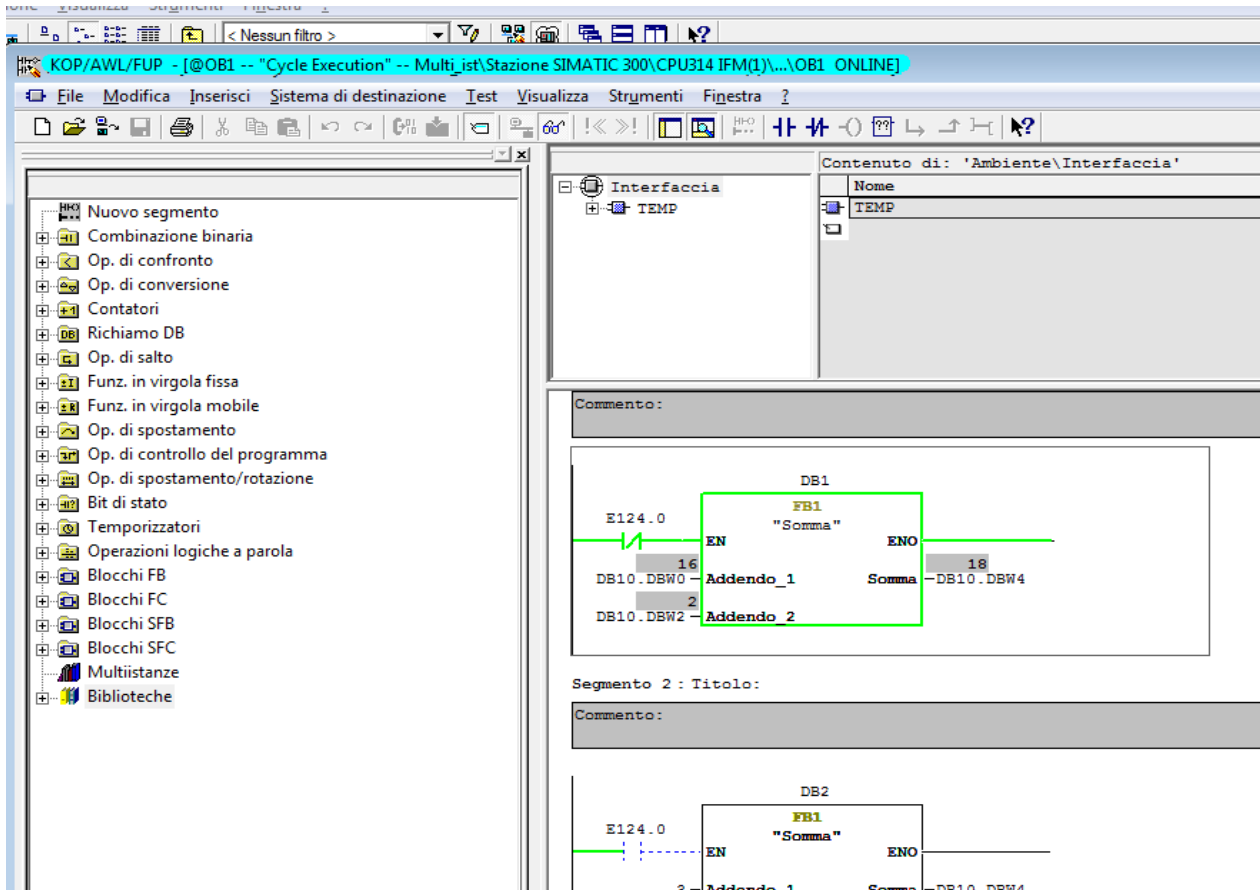 < Nessun filtro >
KOP/AWL/FUP - [@OB1 -- "Cycle Execution" -- Multi_ist\Stazione SIMATIC 300\CPU314 IFM(1)\...\OB1 ONLINE]
File Modifica Inserisci Sistema di destinazione Test Visualizza Strumenti Finestra ?
Contenuto di: 'Ambiente\Interfaccia'
Interfaccia
TEMP
Nome
TEMP
Nuovo segmento
Combinazione binaria
Op. di confronto
Op. di conversione
Contatori
Richiamo DB
Op. di salto
Funz. in virgola fissa
Funz. in virgola mobile
Op. di spostamento
Op. di controllo del programma
Op. di spostamento/rotazione
Bit di stato
Temporizzatori
Operazioni logiche a parola
Blocchi FB
Blocchi FC
Blocchi SFB
Blocchi SFC
Multiistanze
Biblioteche
Commento:
DB1
FB1
E124.0
"Somma"
EN ENO
16 18
DB10.DBW0 Addendo_1 Somma DB10.DBW4
2
DB10.DBW2 Addendo_2
Segmento 2 : Titolo:
Commento:
DB2
FB1
E124.0
"Somma"
EN ENO
3 Addendo_1 Somma DB10.DBW4